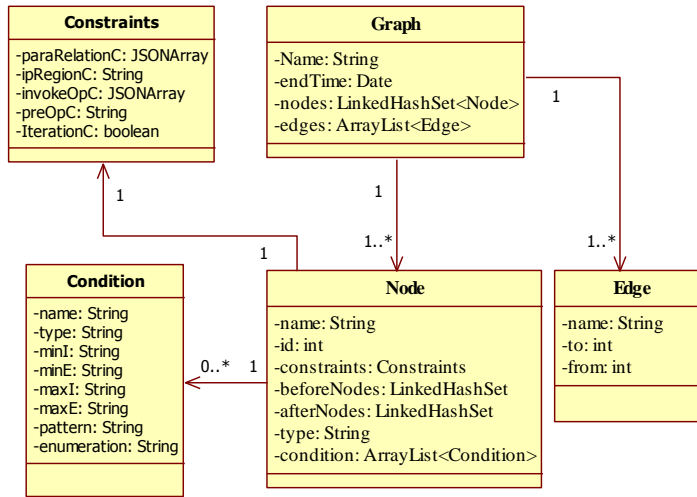 Constraints
-paraRelationC: JSONArray
-ipRegionC: String
-invokeOpC: JSONArray
-preOpC: String
-IterationC: boolean
Graph
-Name: String
-endTime: Date
-nodes: LinkedHashSet<Node>
-edges: ArrayList<Edge>
1
1
1
1
1..*
1..*
Condition
-name: String
-type: String
-minI: String
-minE: String
-maxI: String
-maxE: String
-pattern: String
-enumeration: String
0..*
1
Node
-name: String
-id: int
-constraints: Constraints
-beforeNodes: LinkedHashSet
-afterNodes: LinkedHashSet
-type: String
-condition: ArrayList<Condition>
Edge
-name: String
-to: int
-from: int